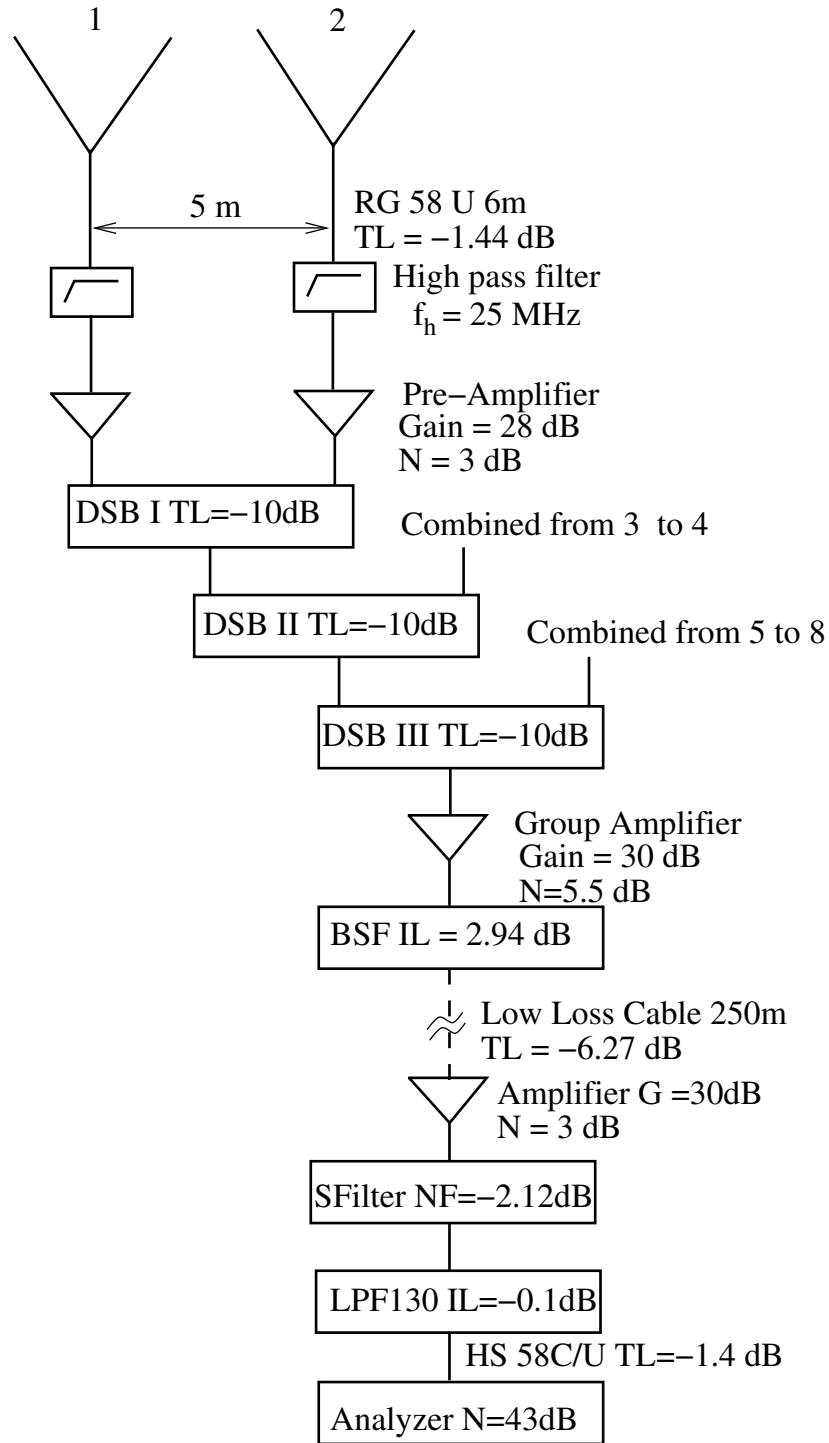 1
2
5 m
RG 58 U 6m
TL = −1.44 dB
High pass filter
fh = 25 MHz
Pre−Amplifier
Gain = 28 dB
N = 3 dB
DSB I TL=−10dB
Combined from 3 to 4
DSB II TL=−10dB
Combined from 5 to 8
DSB III TL=−10dB
Group Amplifier
Gain = 30 dB
N=5.5 dB
BSF IL = 2.94 dB
Low Loss Cable 250m
TL = −6.27 dB
Amplifier G =30dB
N = 3 dB
SFilter NF=−2.12dB
LPF130 IL=−0.1dB
HS 58C/U TL=−1.4 dB
Analyzer N=43dB